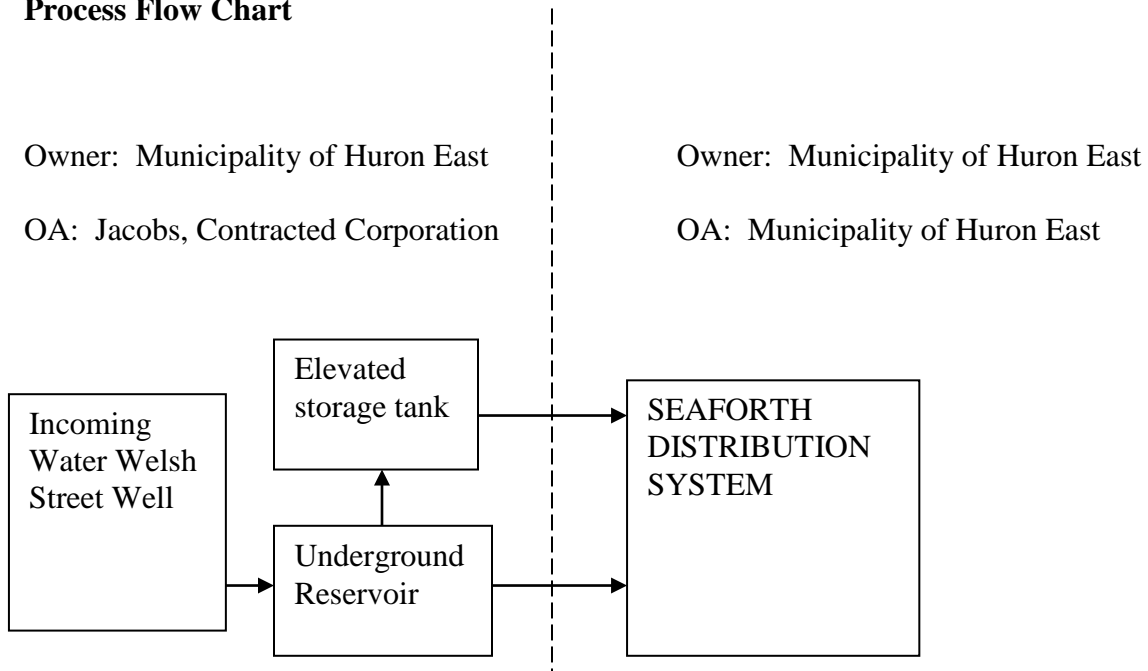 Process Flow Chart
Owner: Municipality of Huron East
Owner: Municipality of Huron East
OA: Jacobs, Contracted Corporation
OA: Municipality of Huron East
Incoming
Water Welsh
Street Well
Elevated
storage tank
Underground
Reservoir
SEAFORTH
DISTRIBUTION
SYSTEM